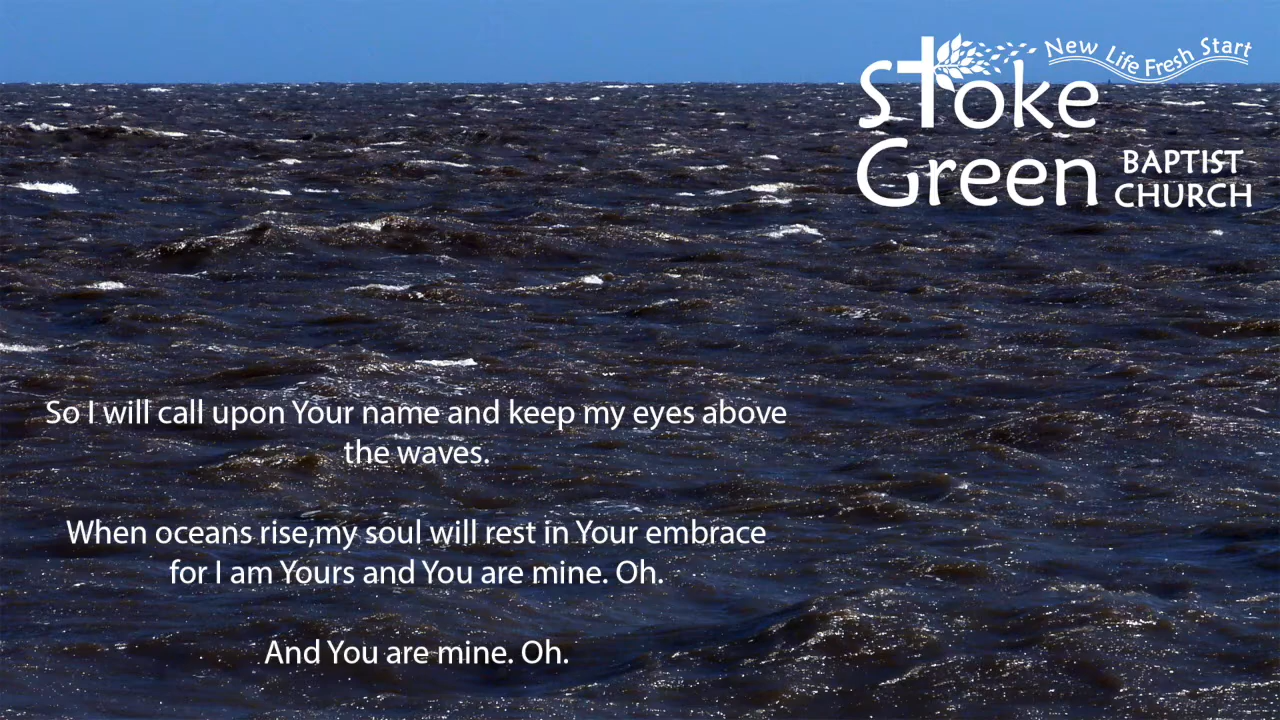 New Life Fresh Start
Stoke
Green BAPTIST
CHURCH
So I will call upon Your name and keep my eyes above
the waves.
When oceans rise,my soul will rest in Your embrace
for I am Yours and You are mine. Oh.
And You are mine. Oh.